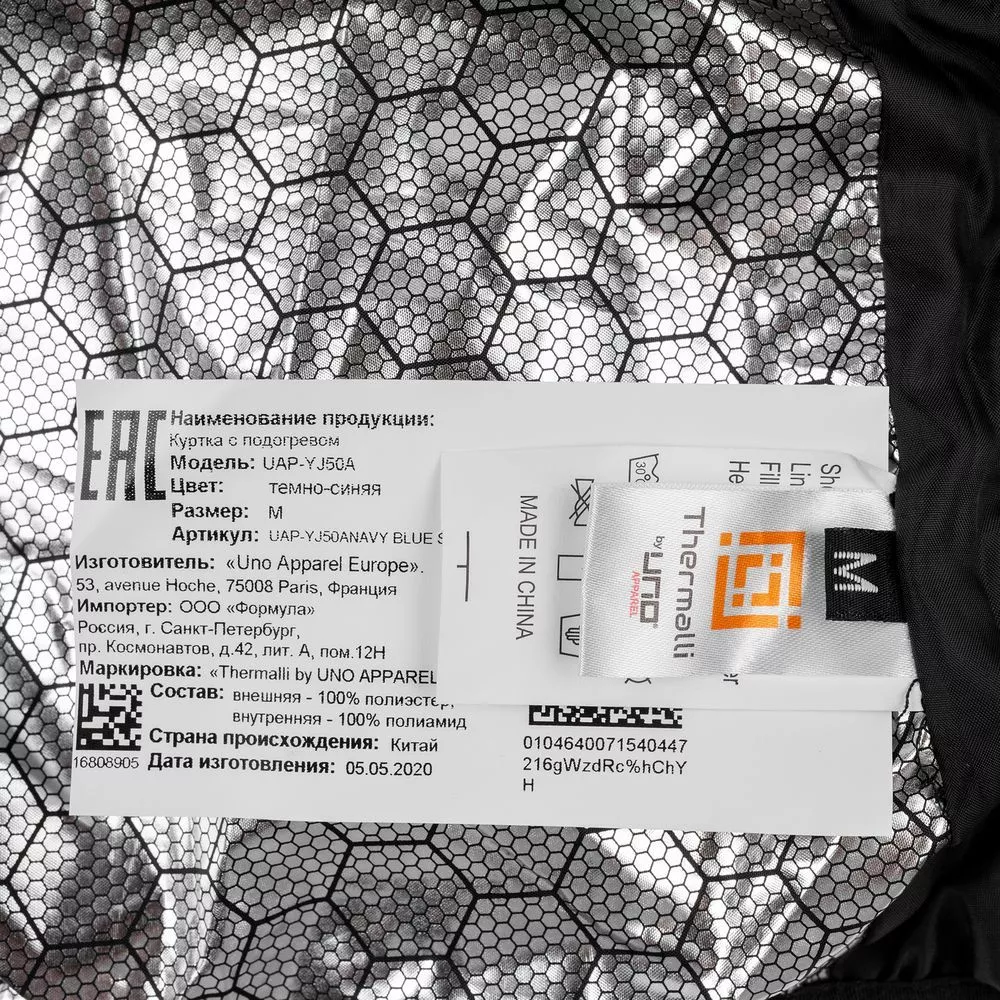 EAC
Наименование продукции:
Куртка с подогревом
Модель: UAP-YJ50A
Цвет: темно-синяя
Размер: M
Артикул: UAP-YJ50ANAVY BLUE
Изготовитель: «Uno Apparel Europe».
53, avenue Hoche, 75008 Paris, Франция
Импортер: ООО «Формула»
Россия, г. Санкт-Петербург,
пр. Космонавтов, д.42, лит. А, пом.12Н
Маркировка: «Thermalli by UNO APPAREL
Состав: внешняя - 100% полиэстер,
внутренняя - 100% полиамид
Страна происхождения: Китай
16808905 Дата изготовления: 05.05.2020
0104640071540447
216gWzdRc%hChY
H
MADE IN CHINA
30°
Thermalli
by uno
APPAREL
M